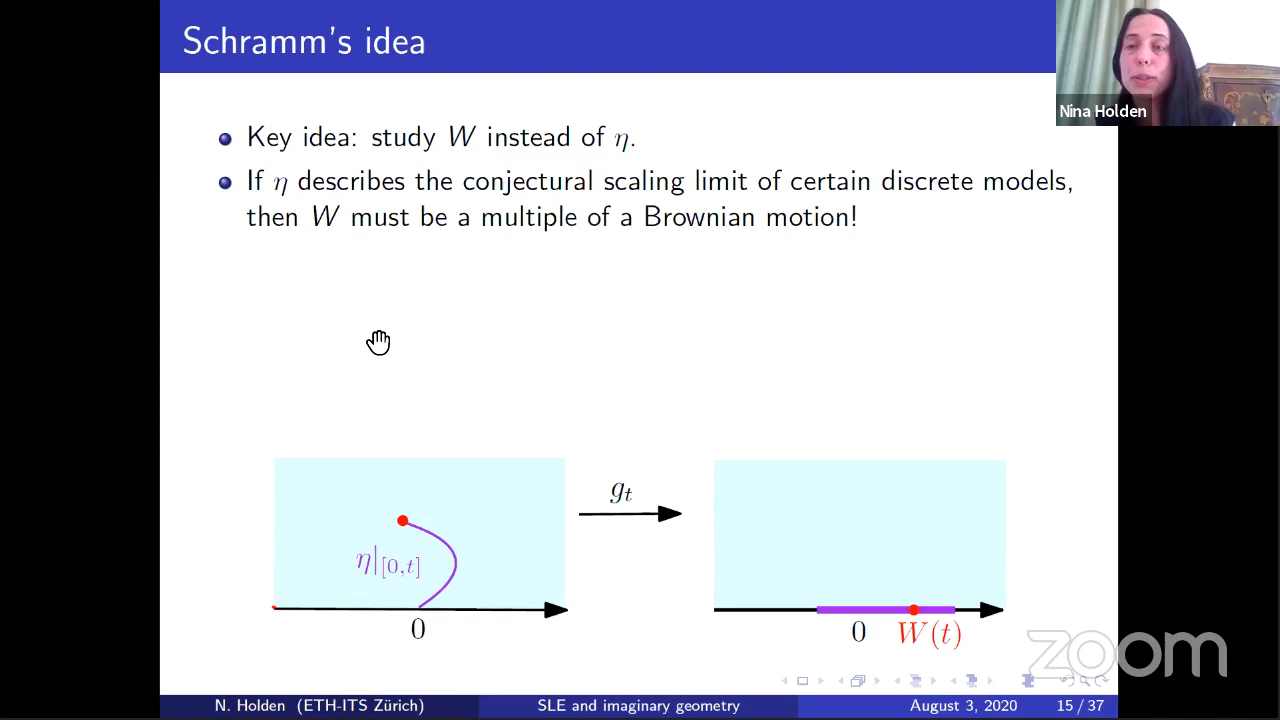 Schramm's idea
Nina Holden
Key idea: study W instead of η.
If η describes the conjectural scaling limit of certain discrete models,
then W must be a multiple of a Brownian motion!
g_t
η|_[0,t]
0
0
W(t)
zoom
N. Holden (ETH-ITS Zürich)
SLE and imaginary geometry
August 3, 2020
15 / 37